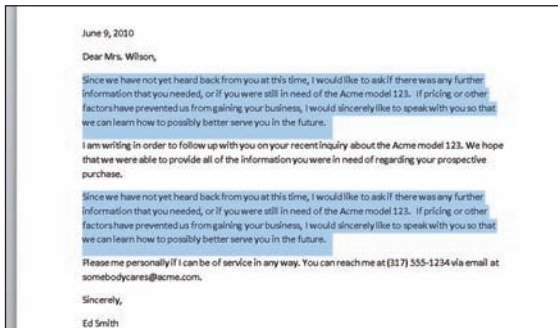 June 9, 2010
Dear Mrs. Wilson,
Since we have not yet heard back from you at this time, I would like to ask if there was any further
information that you needed, or if you were still in need of the Acme model 123.  If pricing or other
factors have prevented us from gaining your business, I would sincerely like to speak with you so that
we can learn how to possibly better serve you in the future.
I am writing in order to follow up with you on your recent inquiry about the Acme model 123. We hope
that we were able to provide all of the information you were in need of regarding your prospective
purchase.
Since we have not yet heard back from you at this time, I would like to ask if there was any further
information that you needed, or if you were still in need of the Acme model 123.  If pricing or other
factors have prevented us from gaining your business, I would sincerely like to speak with you so that
we can learn how to possibly better serve you in the future.
Please me personally if I can be of service in any way. You can reach me at (317) 555-1234 via email at
somebodycares@acme.com.
Sincerely,
Ed Smith